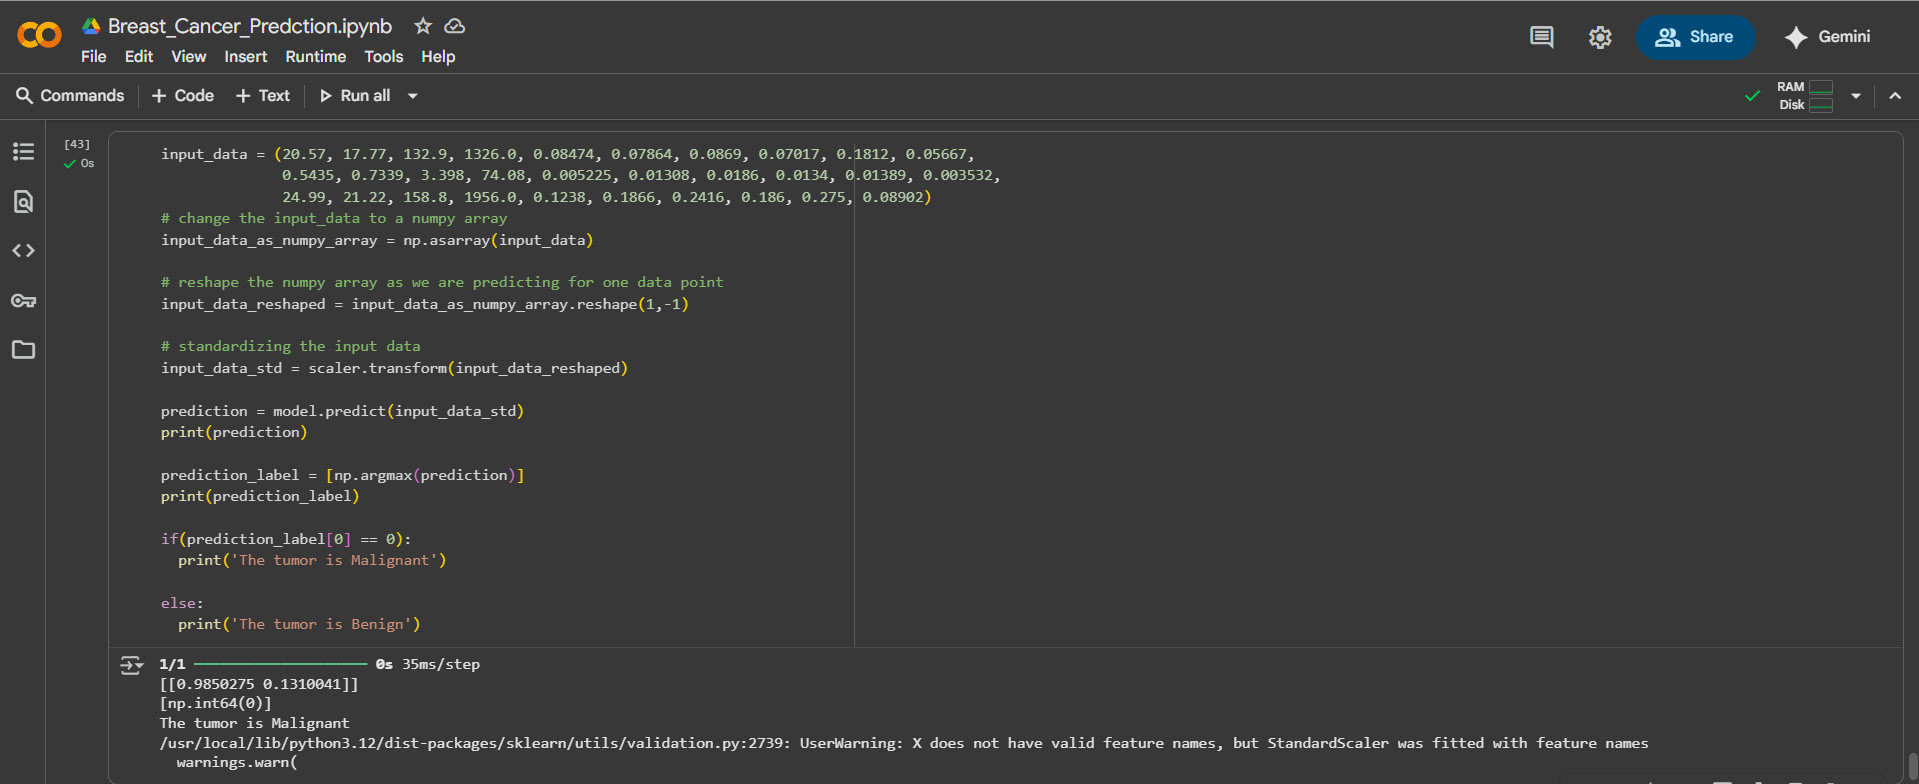 Breast_Cancer_Predction.ipynb
File Edit View Insert Runtime Tools Help
Share
Gemini
Commands + Code + Text Run all
RAM
Disk
[43]
0s
input_data = (20.57, 17.77, 132.9, 1326.0, 0.08474, 0.07864, 0.0869, 0.07017, 0.1812, 0.05667,
0.5435, 0.7339, 3.398, 74.08, 0.005225, 0.01308, 0.0186, 0.0134, 0.01389, 0.003532,
24.99, 21.22, 158.8, 1956.0, 0.1238, 0.1866, 0.2416, 0.186, 0.275, 0.08902)
# change the input_data to a numpy array
input_data_as_numpy_array = np.asarray(input_data)
# reshape the numpy array as we are predicting for one data point
input_data_reshaped = input_data_as_numpy_array.reshape(1,-1)
# standardizing the input data
input_data_std = scaler.transform(input_data_reshaped)
prediction = model.predict(input_data_std)
print(prediction)
prediction_label = [np.argmax(prediction)]
print(prediction_label)
if(prediction_label[0] == 0):
print('The tumor is Malignant')
else:
print('The tumor is Benign')
1/1 0s 35ms/step
[[0.9850275 0.1310041]]
[np.int64(0)]
The tumor is Malignant
/usr/local/lib/python3.12/dist-packages/sklearn/utils/validation.py:2739: UserWarning: X does not have valid feature names, but StandardScaler was fitted with feature names
warnings.warn(